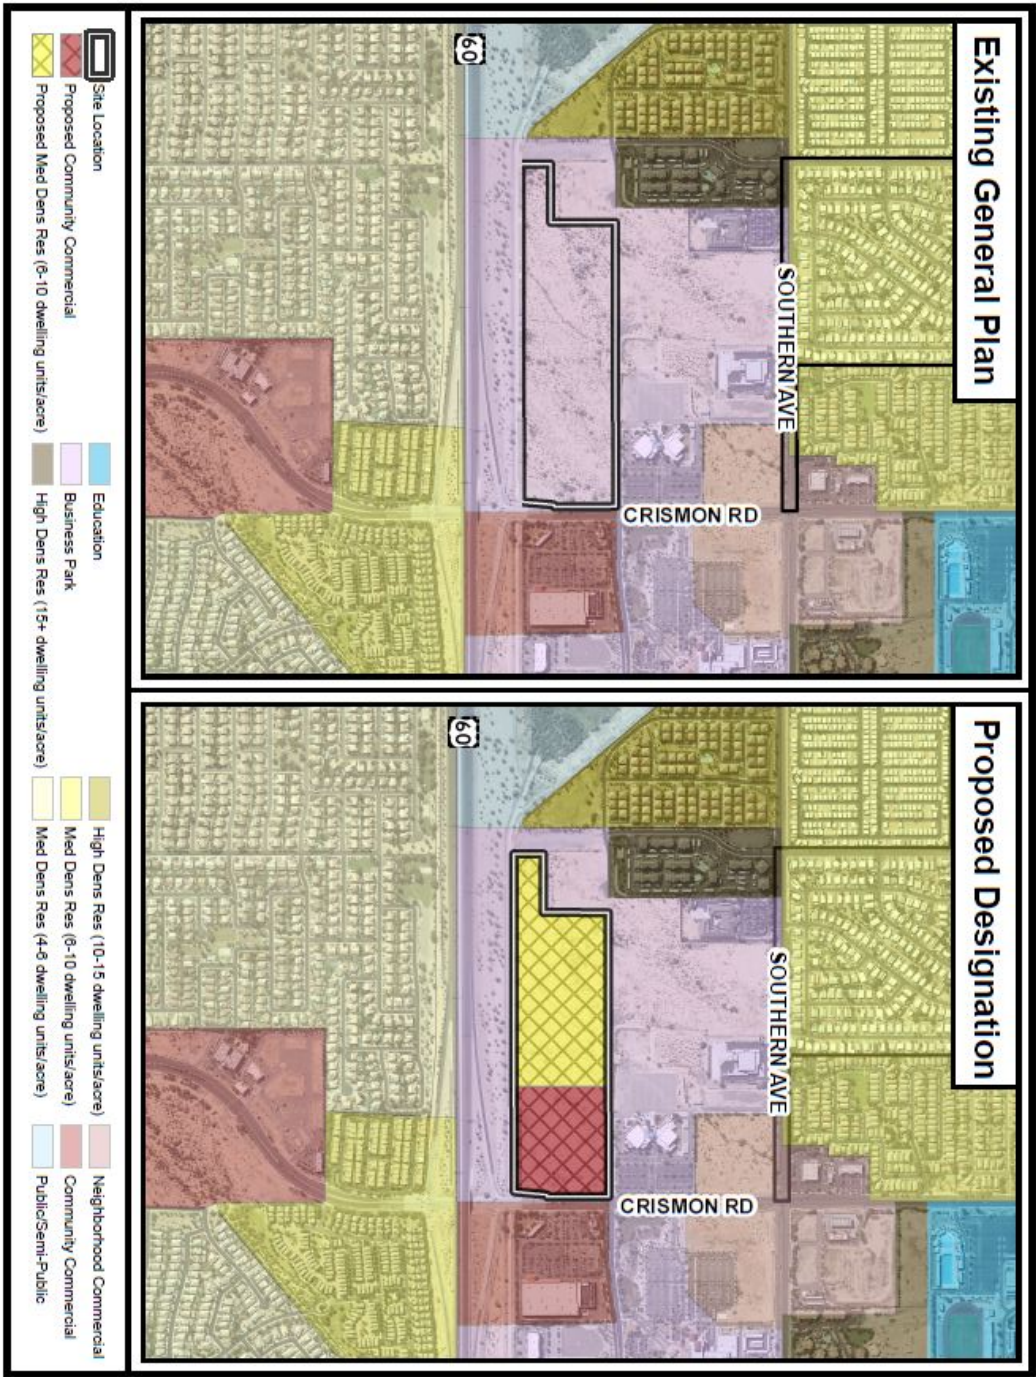 Existing General Plan
SOUTHERN AVE
CRISMON RD
60
Proposed Designation
SOUTHERN AVE
CRISMON RD
60
Site Location
Proposed Community Commercial
Proposed Med Dens Res (6-10 dwelling units/acre)
Education
Business Park
High Dens Res (15+ dwelling units/acre)
High Dens Res (10-15 dwelling units/acre)
Med Dens Res (6-10 dwelling units/acre)
Med Dens Res (4-6 dwelling units/acre)
Neighborhood Commercial
Community Commercial
Public/Semi-Public